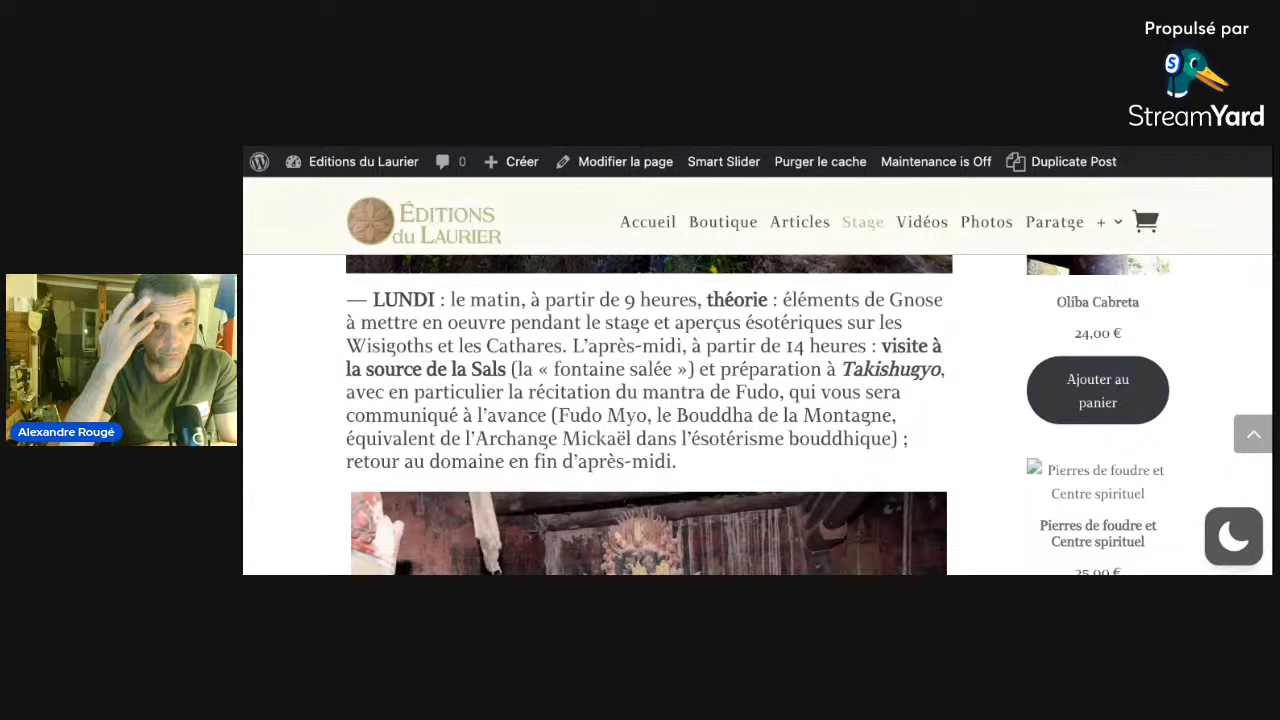 Propulsé par
StreamYard
Editions du Laurier 0 Créer Modifier la page Smart Slider Purger le cache Maintenance is Off Duplicate Post
ÉDITIONS
du LAURIER
Accueil Boutique Articles Stage Vidéos Photos Paratge +
— LUNDI : le matin, à partir de 9 heures, théorie : éléments de Gnose
à mettre en oeuvre pendant le stage et aperçus ésotériques sur les
Wisigoths et les Cathares. L’après-midi, à partir de 14 heures : visite à
la source de la Sals (la « fontaine salée ») et préparation à Takishugyo,
avec en particulier la récitation du mantra de Fudo, qui vous sera
communiqué à l’avance (Fudo Myo, le Bouddha de la Montagne,
équivalent de l’Archange Mickaël dans l’ésotérisme bouddhique) ;
retour au domaine en fin d’après-midi.
Oliba Cabreta
24,00 €
Ajouter au
panier
Pierres de foudre et
Centre spirituel
Pierres de foudre et
Centre spirituel
25,00 €
Alexandre Rougé